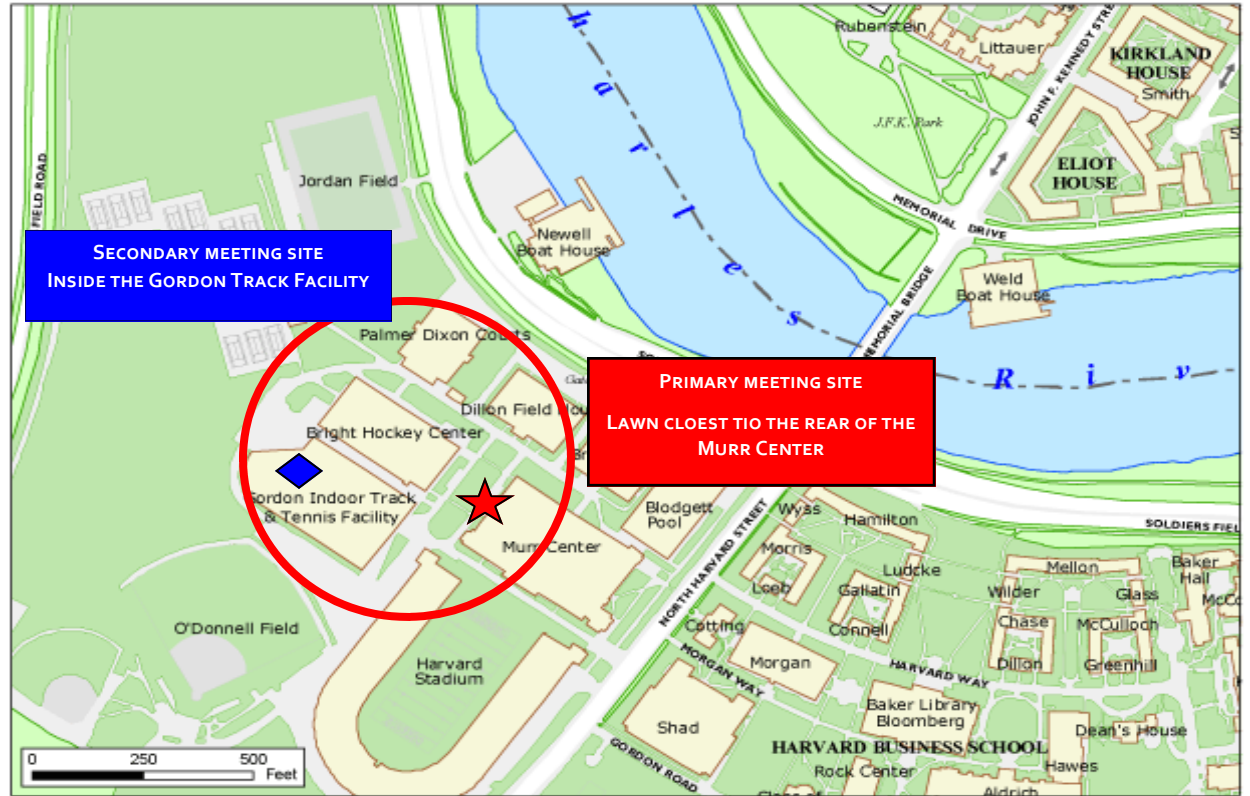 h
a
r
l
e
s
R
i
v
Rubenstein
Littauer
JOHN F. KENNEDY STRE
KIRKLAND
HOUSE
Smith
J.F.K. Park
ELIOT
HOUSE
Jordan Field
FIELD ROAD
MEMORIAL DRIVE
Newell
Boat House
Weld
Boat House
MEMORIAL BRIDGE
SECONDARY MEETING SITE
INSIDE THE GORDON TRACK FACILITY
Palmer Dixon Courts
PRIMARY MEETING SITE
LAWN CLOEST TIO THE REAR OF THE
MURR CENTER
Dillon Field Hou
Bright Hockey Center
Gordon Indoor Track
& Tennis Facility
Murr Center
Blodgett
Pool
NORTH HARVARD STREET
SOLDIERS FIEL
Wyss
Hamilton
Morris
Loeb
Ludcke
Gallatin
Connell
Mellon
Wilder
Glass
Baker
Hall
McCo
Chase
McCulloch
Dillon
Greenhill
Cotting
Morgan
MORGAN WAY
HARVARD WAY
O'Donnell Field
Harvard
Stadium
Shad
GORDON ROAD
Baker Library
Bloomberg
Dean's House
HARVARD BUSINESS SCHOOL
Hawes
Rock Center
Aldrich
0 250 500
Feet